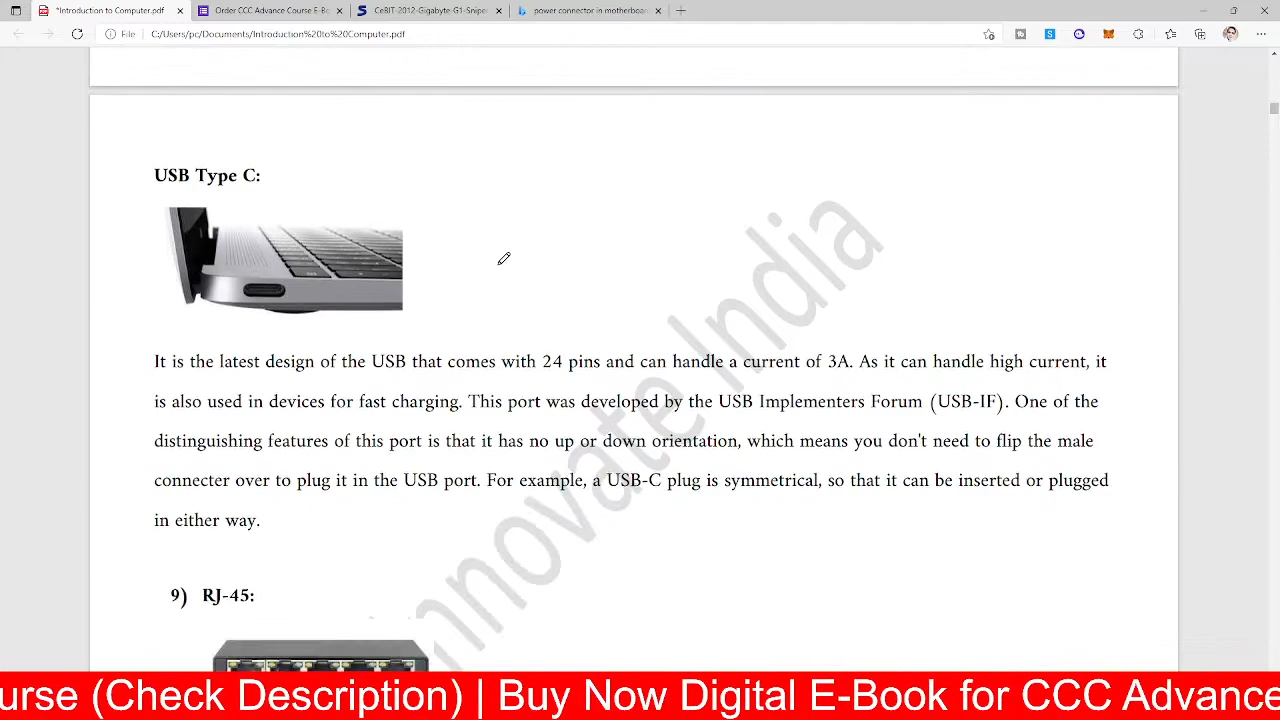 *Introduction to Computer.pdf
Order CCC Advance Course E-Bo
CeBIT-2012-Gigabyte-G1-Sniper
power connector in motherboard
File
C:/Users/pc/Documents/Introduction%20to%20Computer.pdf
USB Type C:
It is the latest design of the USB that comes with 24 pins and can handle a current of 3A. As it can handle high current, it
is also used in devices for fast charging. This port was developed by the USB Implementers Forum (USB-IF). One of the
distinguishing features of this port is that it has no up or down orientation, which means you don't need to flip the male
connecter over to plug it in the USB port. For example, a USB-C plug is symmetrical, so that it can be inserted or plugged
in either way.
Innovate India
9) RJ-45:
ourse (Check Description) | Buy Now Digital E-Book for CCC Advance